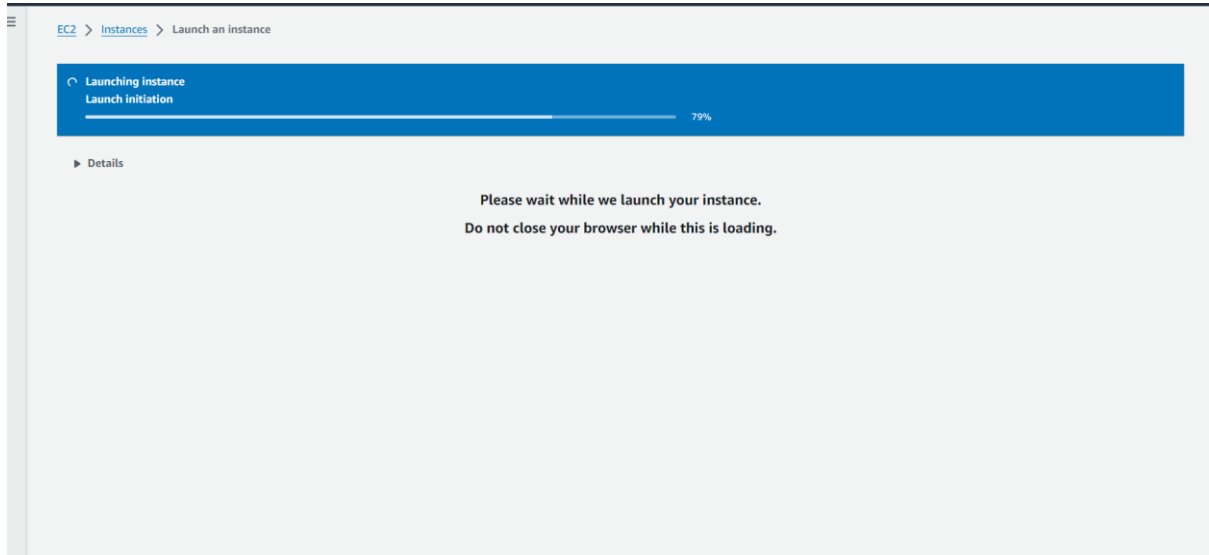 EC2 > Instances > Launch an instance
Launching instance
Launch initiation
79%
Details
Please wait while we launch your instance.
Do not close your browser while this is loading.